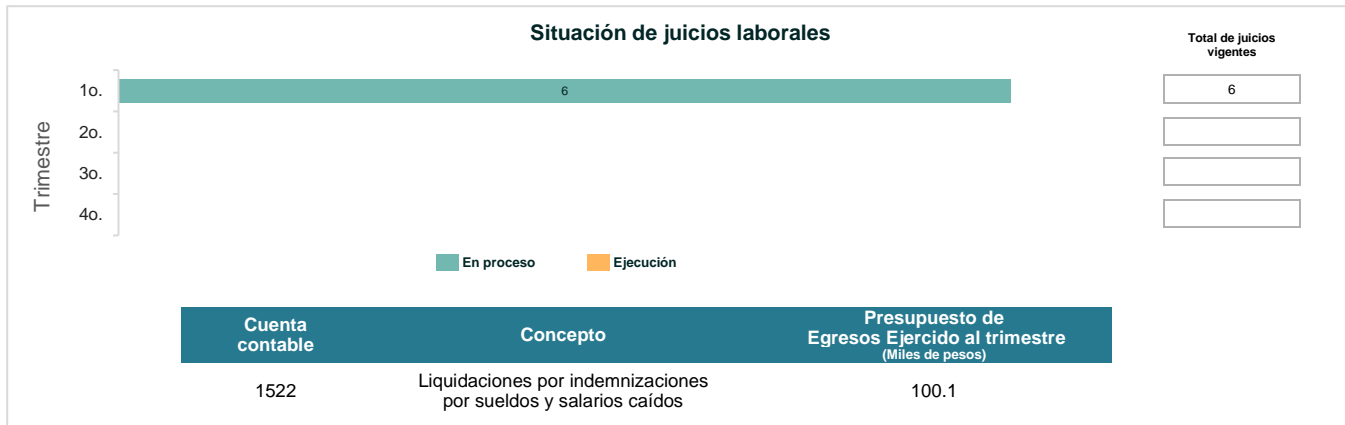 Situación de juicios laborales
Total de juicios
vigentes
Trimestre
1o.
6
6
2o.
3o.
4o.
En proceso
Ejecución
Cuenta
contable
Concepto
Presupuesto de
Egresos Ejercido al trimestre
(Miles de pesos)
1522
Liquidaciones por indemnizaciones
por sueldos y salarios caídos
100.1